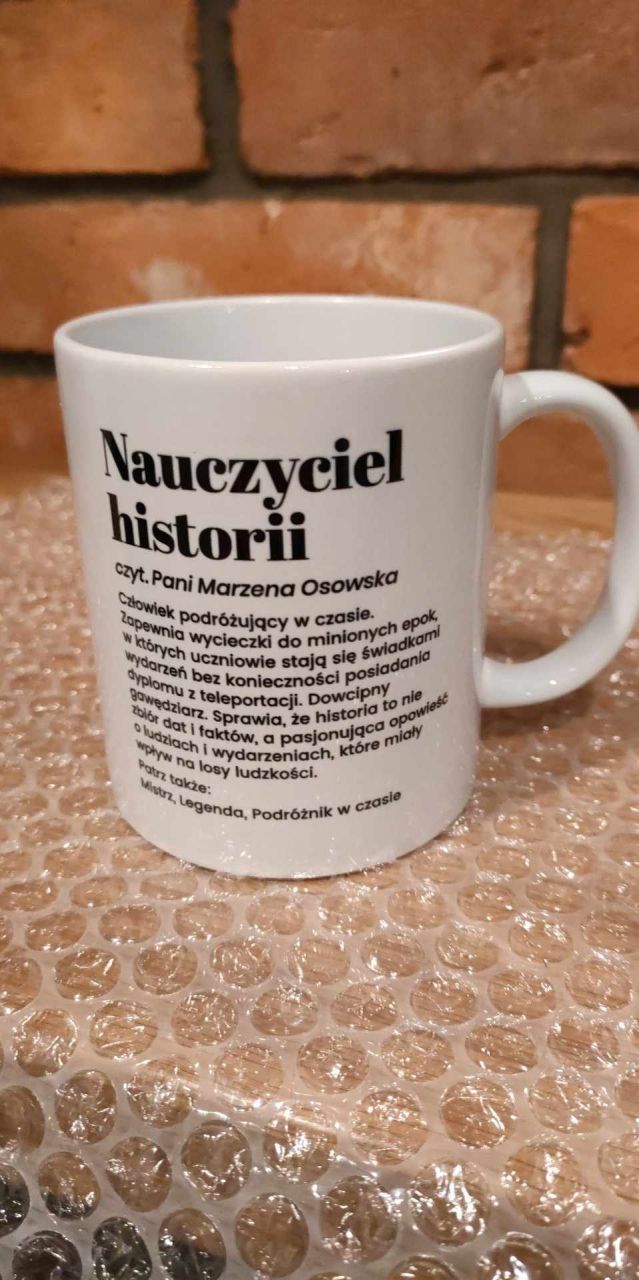 Nauczyciel
historii
czyt. Pani Marzena Osowska
Człowiek podróżujący w czasie.
Zapewnia wycieczki do minionych epok,
w których uczniowie stają się świadkami
wydarzeń bez konieczności posiadania
dyplomu z teleportacji. Dowcipny
gawędziarz. Sprawia, że historia to nie
zbiór dat i faktów, a pasjonująca opowieść
o ludziach i wydarzeniach, które miały
wpływ na losy ludzkości.
Patrz także:
Mistrz, Legenda, Podróżnik w czasie